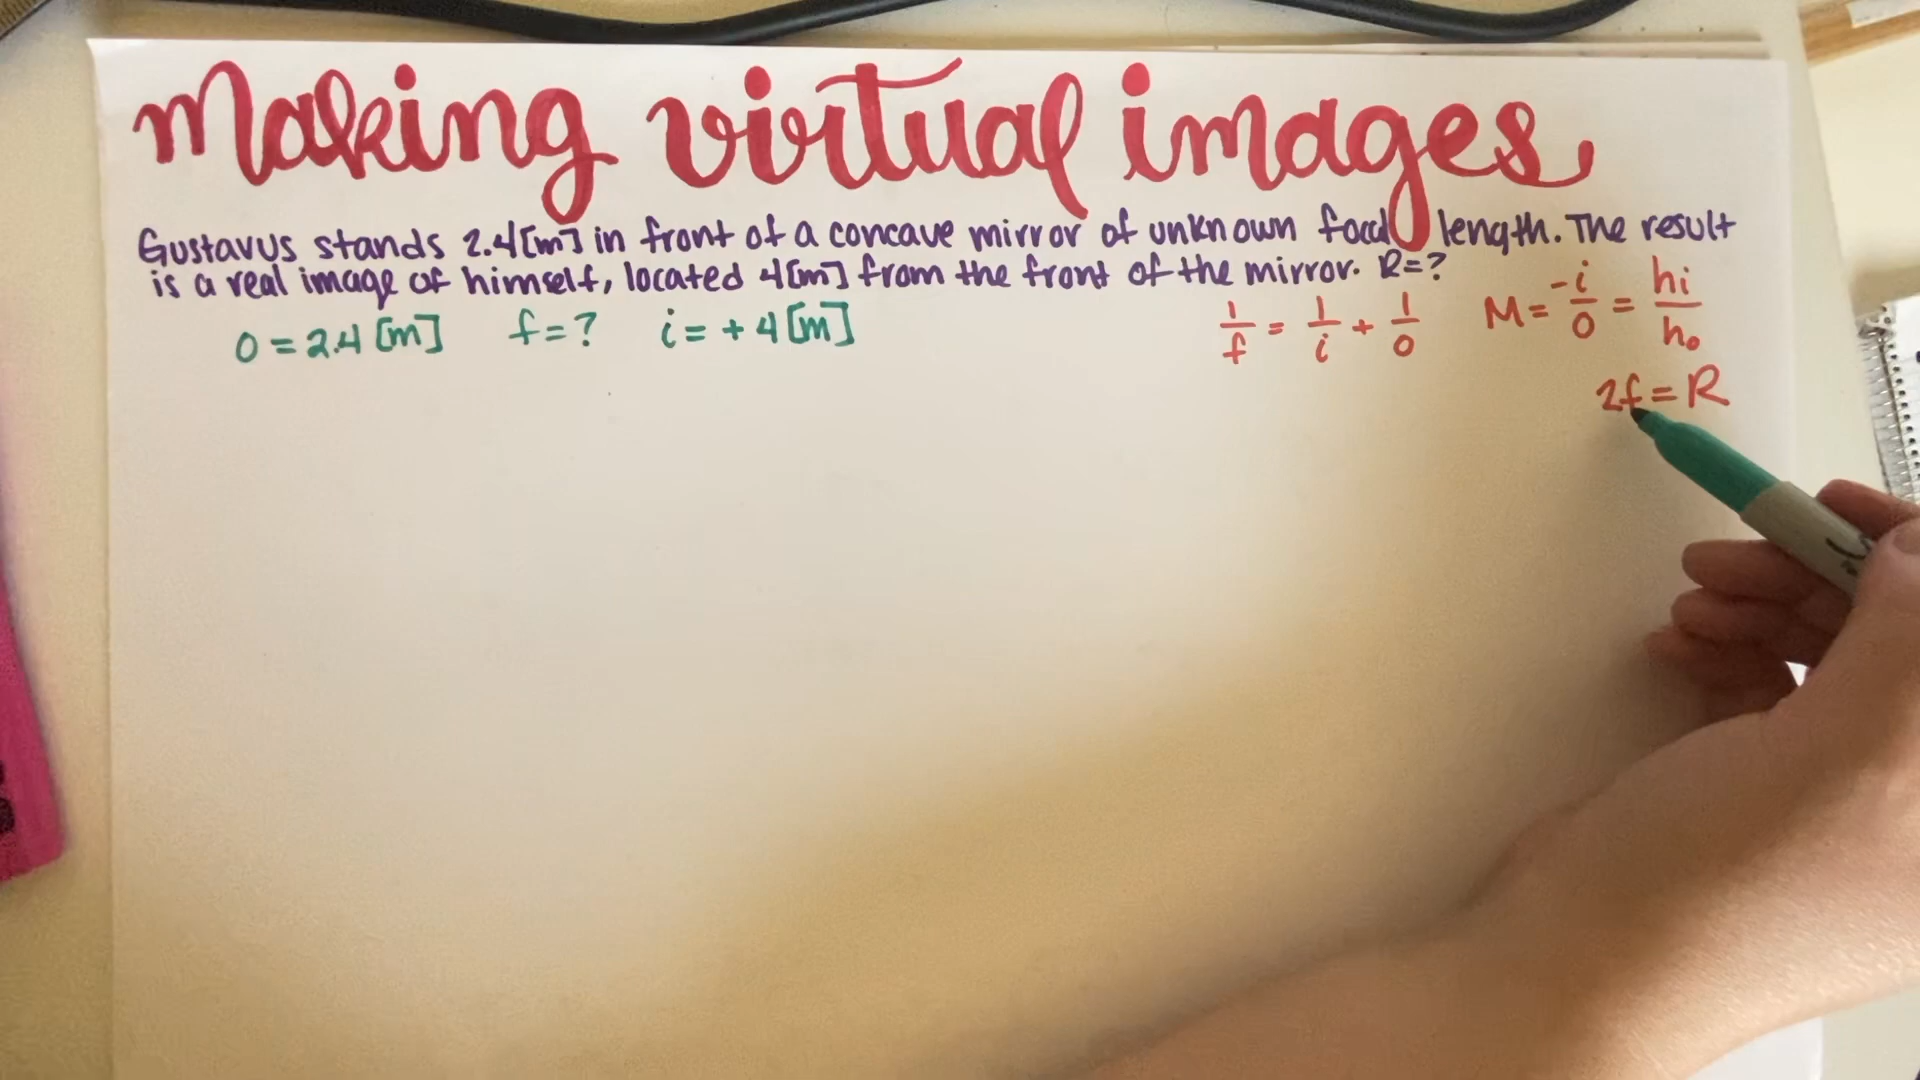 Making virtual images
Gustavus stands 2.4[m] in front of a concave mirror of unknown focal length. The result
is a real image of himself, located 4[m] from the front of the mirror. R=?
o = 2.4 [m] f = ? i = + 4 [m]
1/f = 1/i + 1/o M = -i/o = hi/ho
2f = R